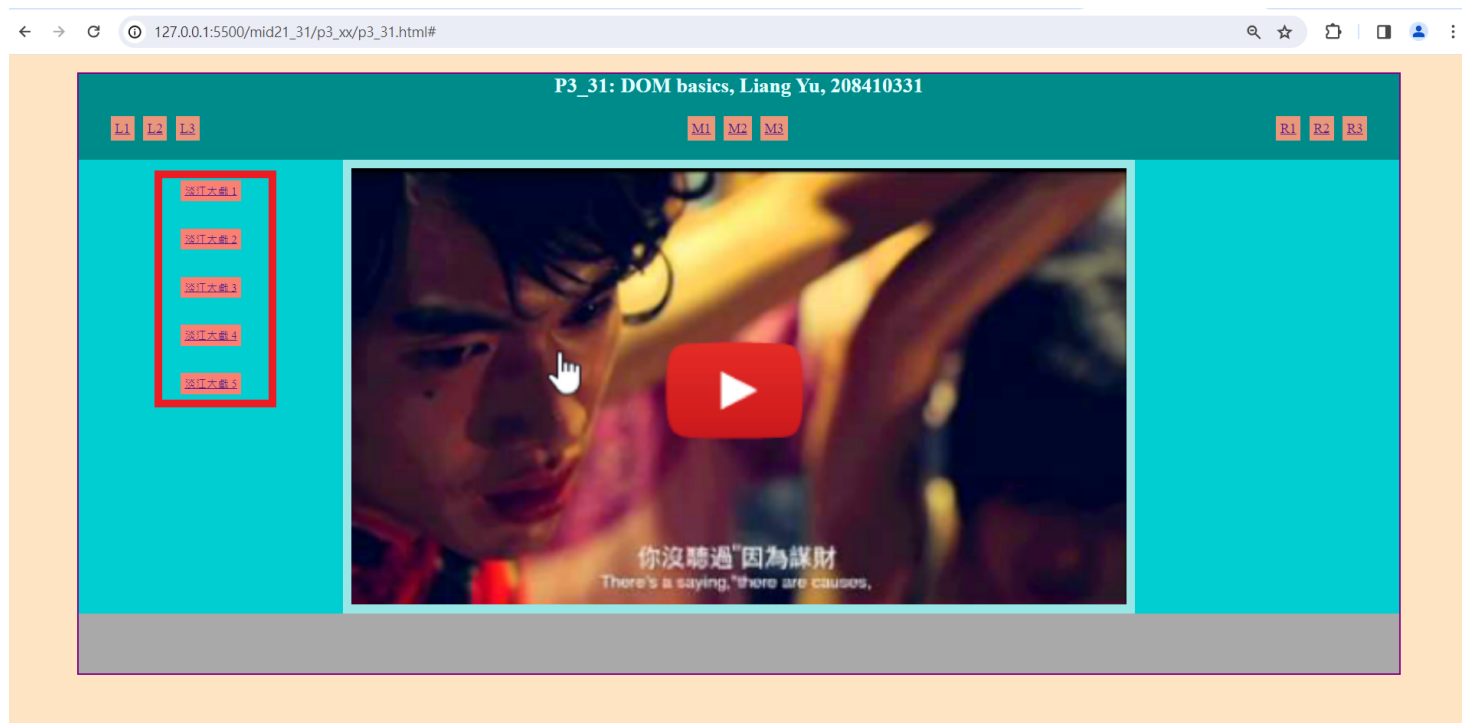 127.0.0.1:5500/mid21_31/p3_xx/p3_31.html#
P3_31: DOM basics, Liang Yu, 208410331
L1 L2 L3 M1 M2 M3 R1 R2 R3
淡江大戲 1
淡江大戲 2
淡江大戲 3
淡江大戲 4
淡江大戲 5
你沒聽過"因為謀財
There's a saying,"there are causes,